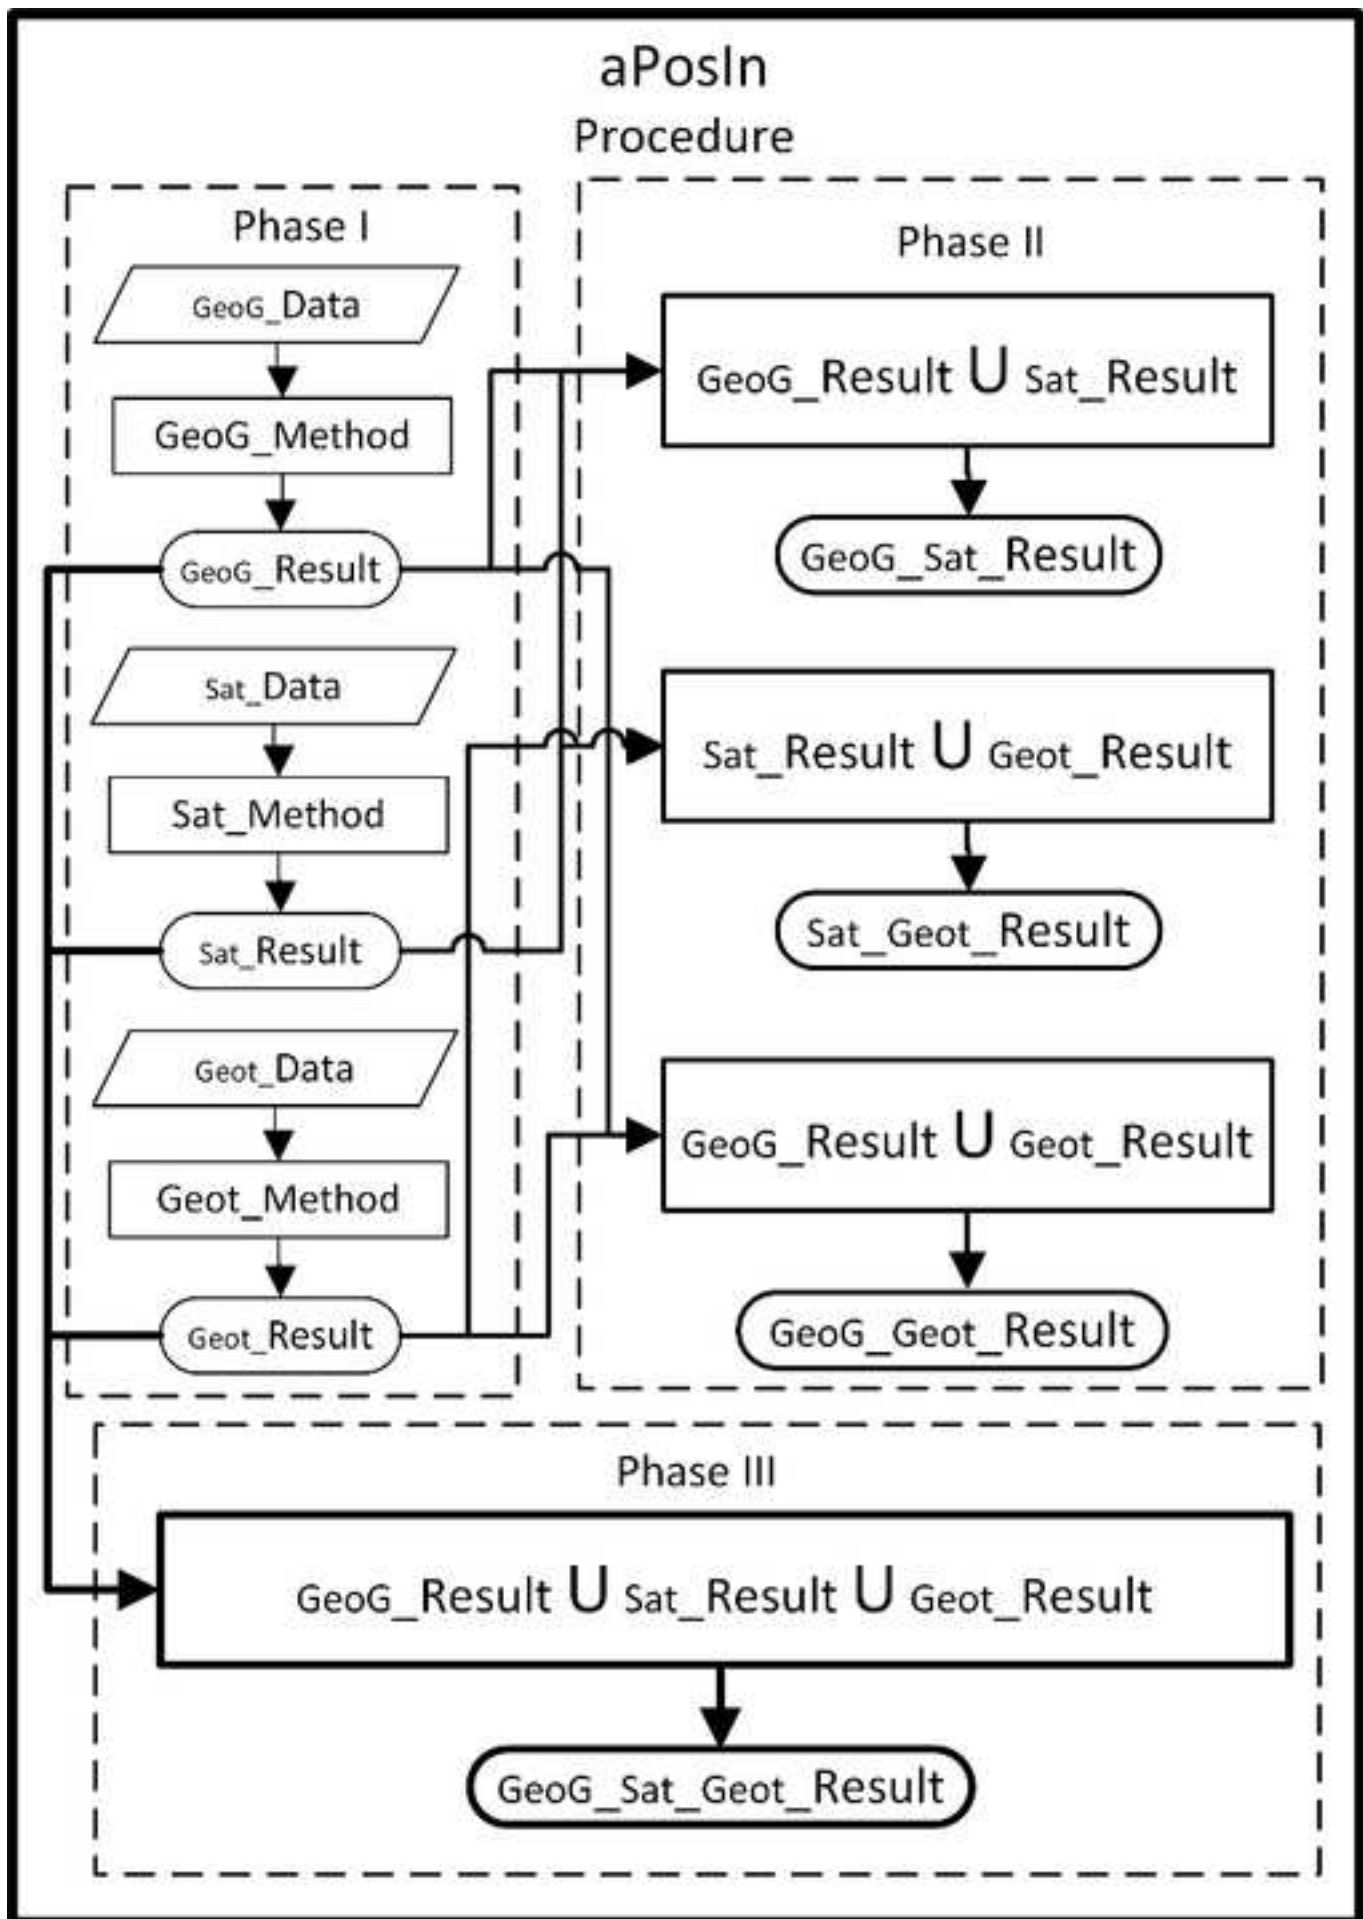 aPosIn
Procedure
Phase I
GeoG_Data
GeoG_Method
GeoG_Result
Sat_Data
Sat_Method
Sat_Result
Geot_Data
Geot_Method
Geot_Result
Phase II
GeoG_Result U Sat_Result
GeoG_Sat_Result
Sat_Result U Geot_Result
Sat_Geot_Result
GeoG_Result U Geot_Result
GeoG_Geot_Result
Phase III
GeoG_Result U Sat_Result U Geot_Result
GeoG_Sat_Geot_Result